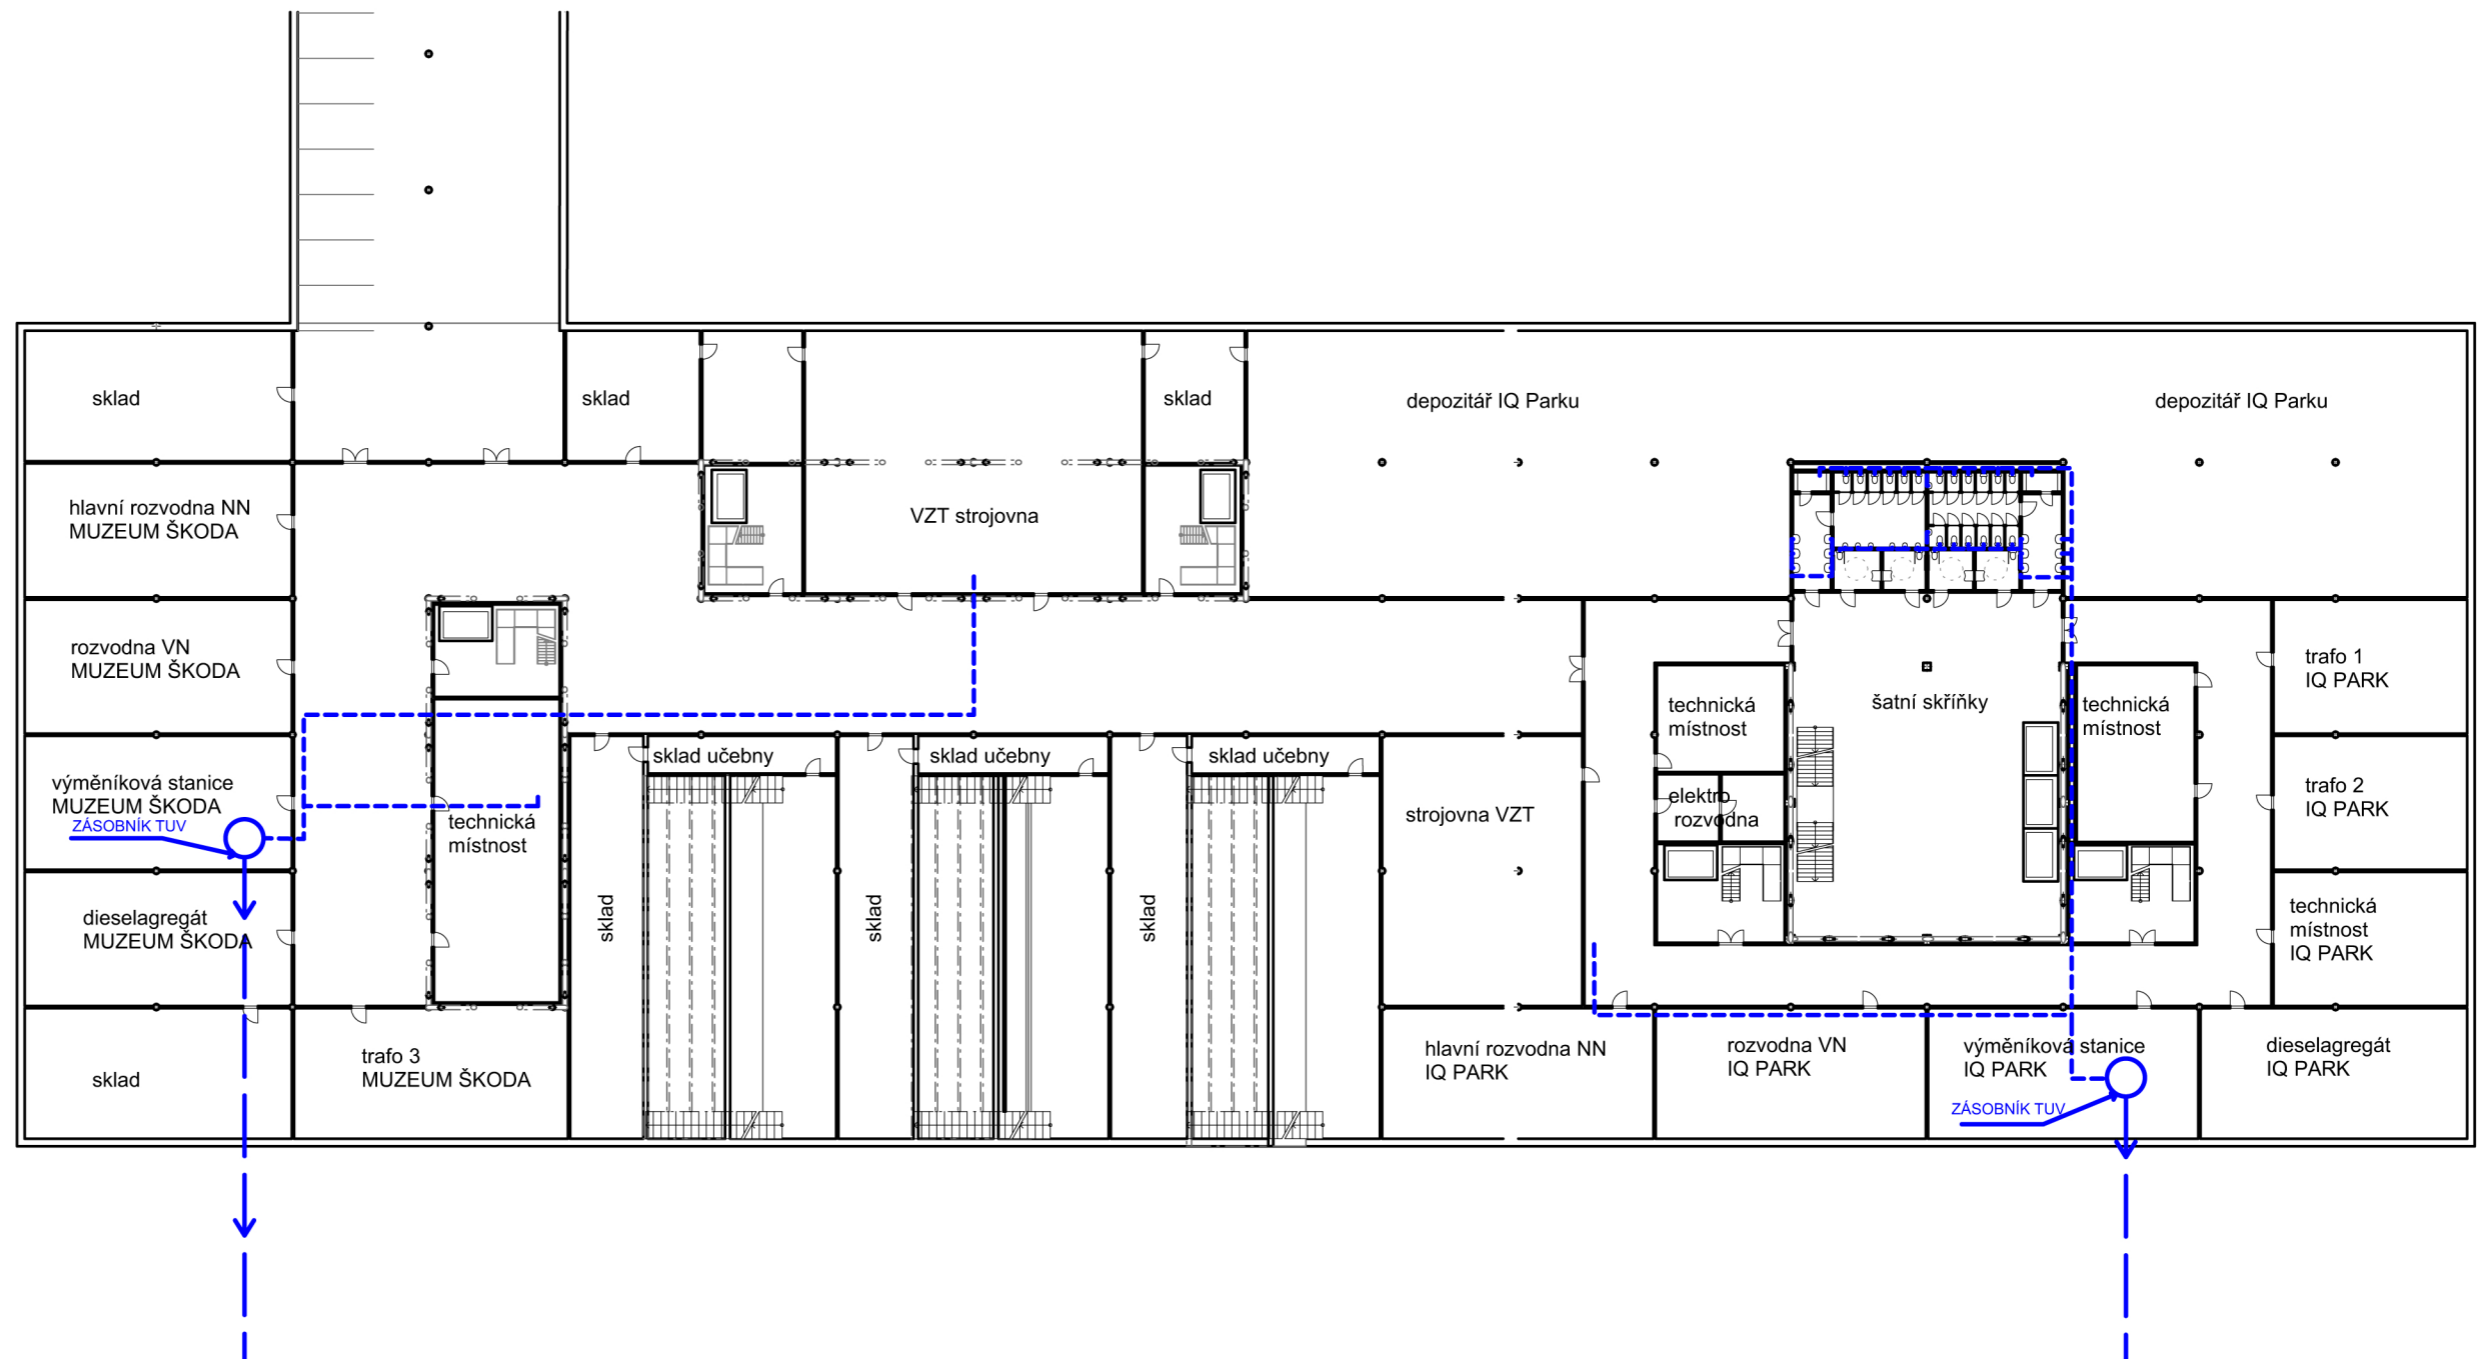 sklad
sklad
sklad
depozitář IQ Parku
depozitář IQ Parku
hlavní rozvodna NN
MUZEUM ŠKODA
VZT strojovna
rozvodna VN
MUZEUM ŠKODA
trafo 1
IQ PARK
technická
místnost
šatní skříňky
technická
místnost
výměníková stanice
MUZEUM ŠKODA
ZÁSOBNÍK TUV
sklad učebny
sklad učebny
sklad učebny
trafo 2
IQ PARK
elektro
rozvodna
strojovna VZT
technická
místnost
dieselagregát
MUZEUM ŠKODA
sklad
sklad
sklad
technická
místnost
IQ PARK
sklad
trafo 3
MUZEUM ŠKODA
hlavní rozvodna NN
IQ PARK
rozvodna VN
IQ PARK
výměníková stanice
IQ PARK
ZÁSOBNÍK TUV
dieselagregát
IQ PARK